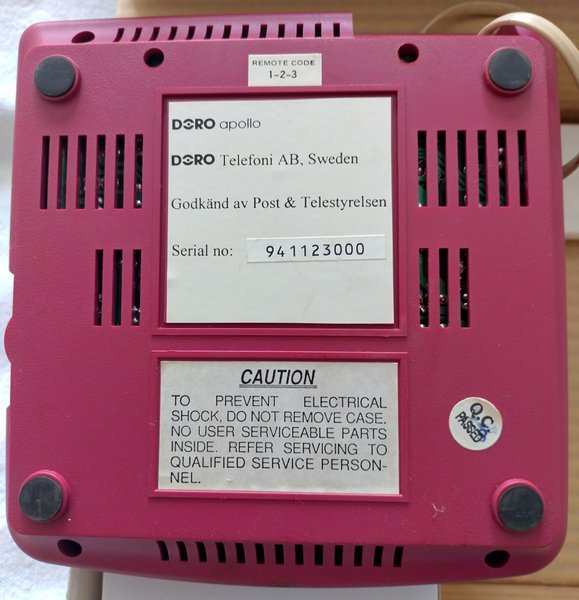 REMOTE CODE
1-2-3
DORO apollo
DORO Telefoni AB, Sweden
Godkänd av Post & Telestyrelsen
Serial no: 941123000
CAUTION
TO PREVENT ELECTRICAL
SHOCK, DO NOT REMOVE CASE.
NO USER SERVICEABLE PARTS
INSIDE. REFER SERVICING TO
QUALIFIED SERVICE PERSON-
NEL.
Q.C
PASSED